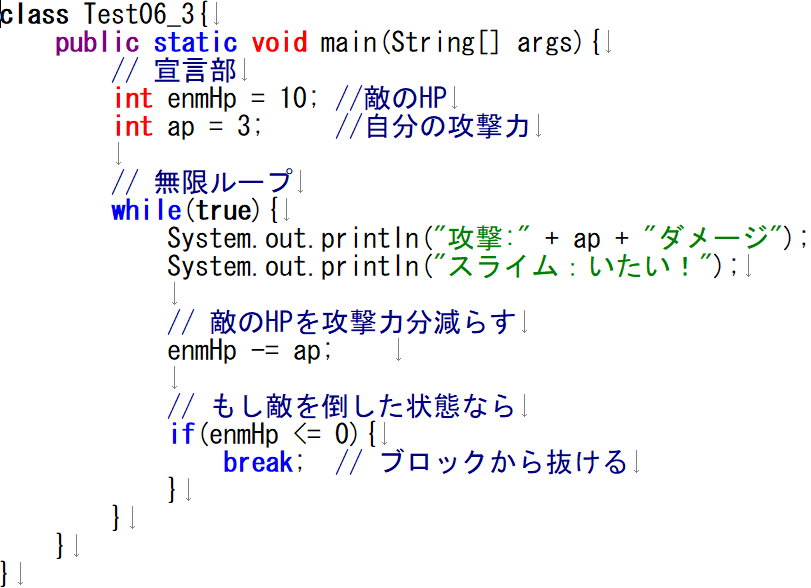 class Test06_3{
    public static void main(String[] args){
        // 宣言部
        int enmHp = 10; //敵のHP
        int ap = 3;     //自分の攻撃力

        // 無限ループ
        while(true){
            System.out.println("攻撃:" + ap + "ダメージ");
            System.out.println("スライム：いたい！");

            // 敵のHPを攻撃力分減らす
            enmHp -= ap;

            // もし敵を倒した状態なら
            if(enmHp <= 0){
                break;  // ブロックから抜ける
            }
        }
    }
}